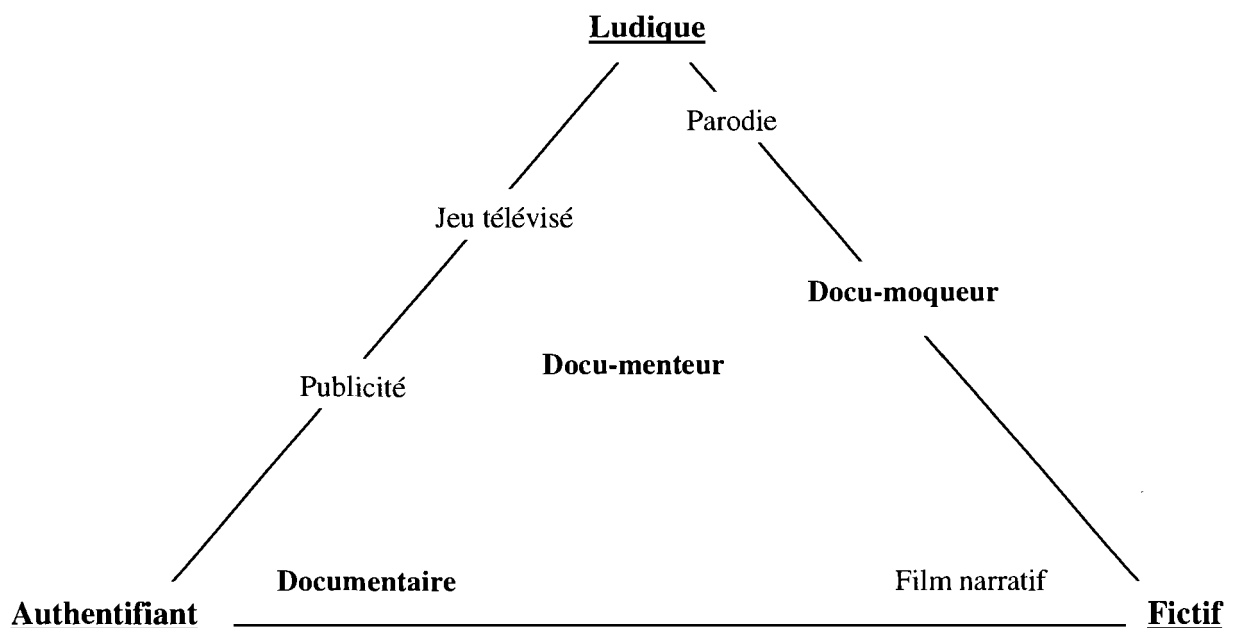 Ludique
Parodie
Jeu télévisé
Docu-moqueur
Docu-menteur
Publicité
Documentaire
Film narratif
Authentifiant
Fictif